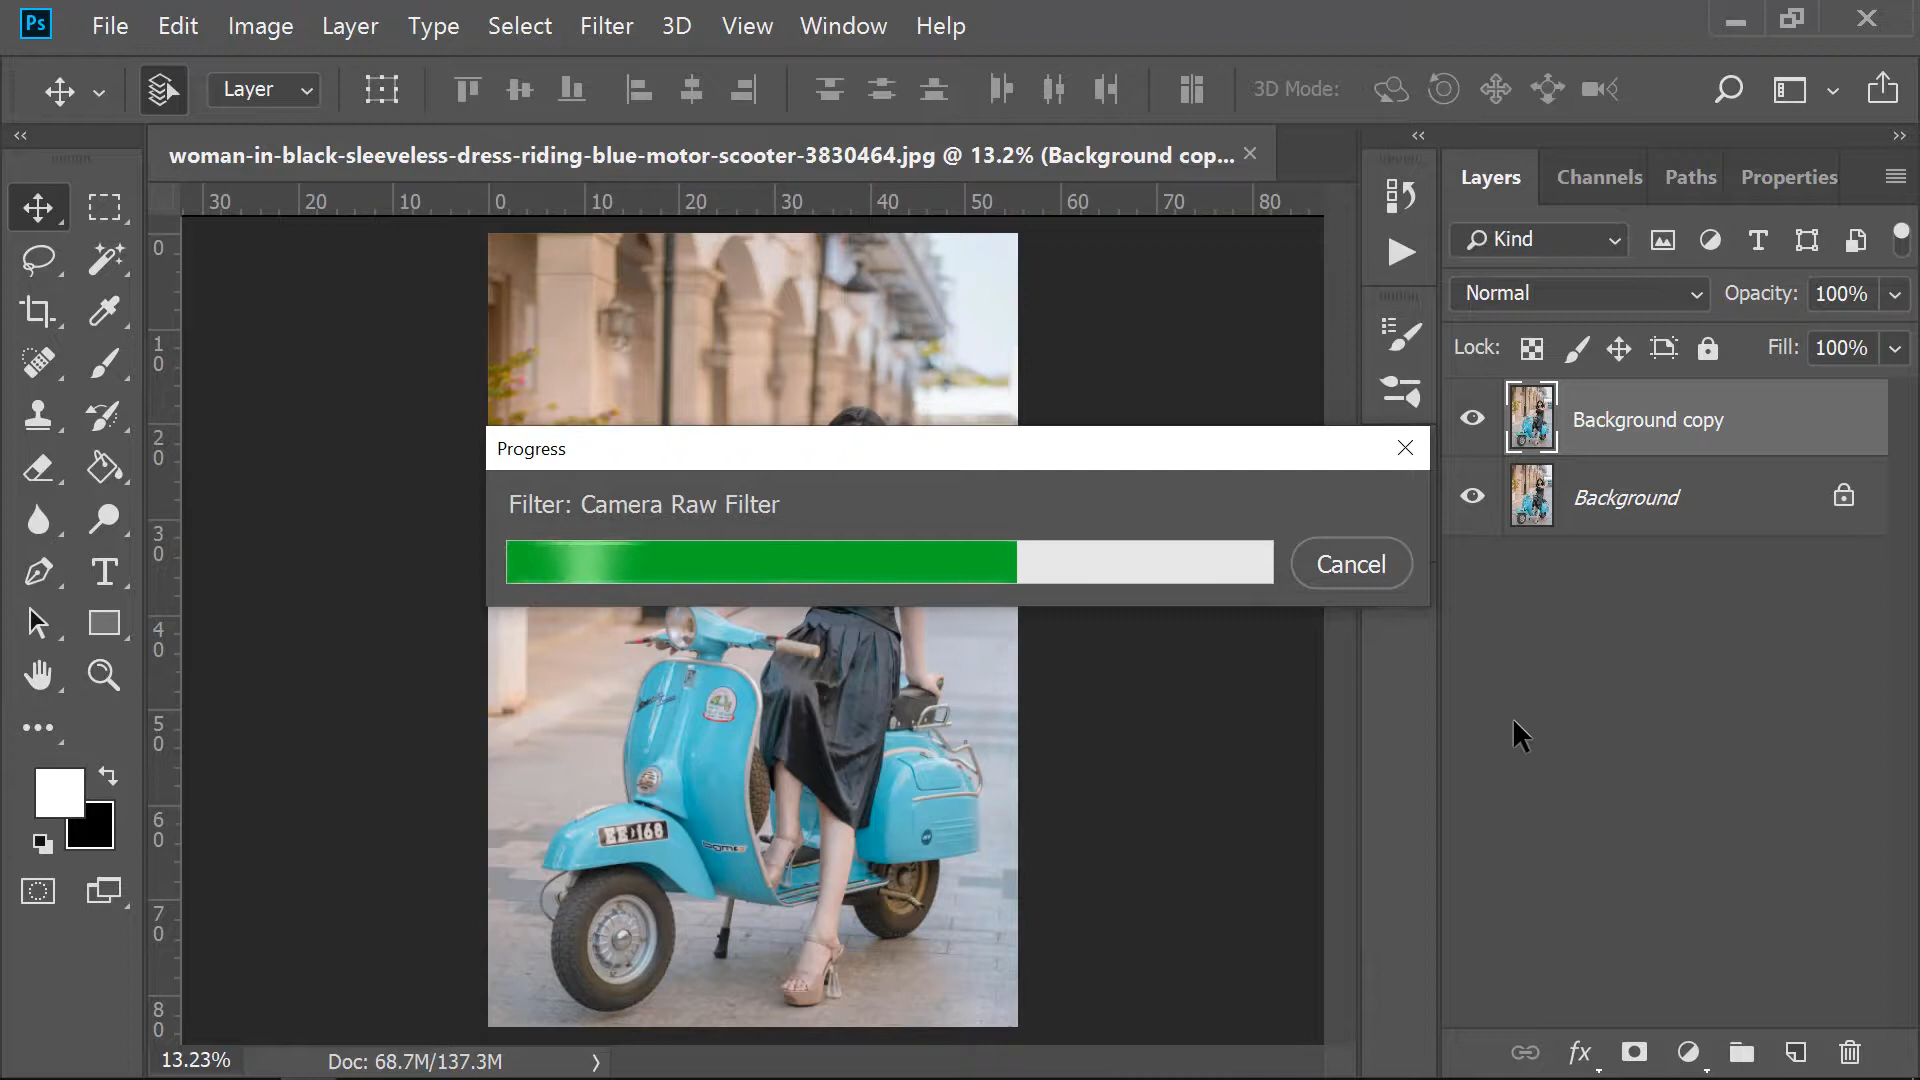 Ps File Edit Image Layer Type Select Filter 3D View Window Help
Layer 3D Mode:
woman-in-black-sleeveless-dress-riding-blue-motor-scooter-3830464.jpg @ 13.2% (Background cop...
30 20 10 0 10 20 30 40 50 60 70 80
0
10
20
30
40
50
60
70
80
Layers Channels Paths Properties
Kind
Normal Opacity: 100%
Lock: Fill: 100%
Background copy
Background
Progress
Filter: Camera Raw Filter
Cancel
EE 168
13.23% Doc: 68.7M/137.3M
fx